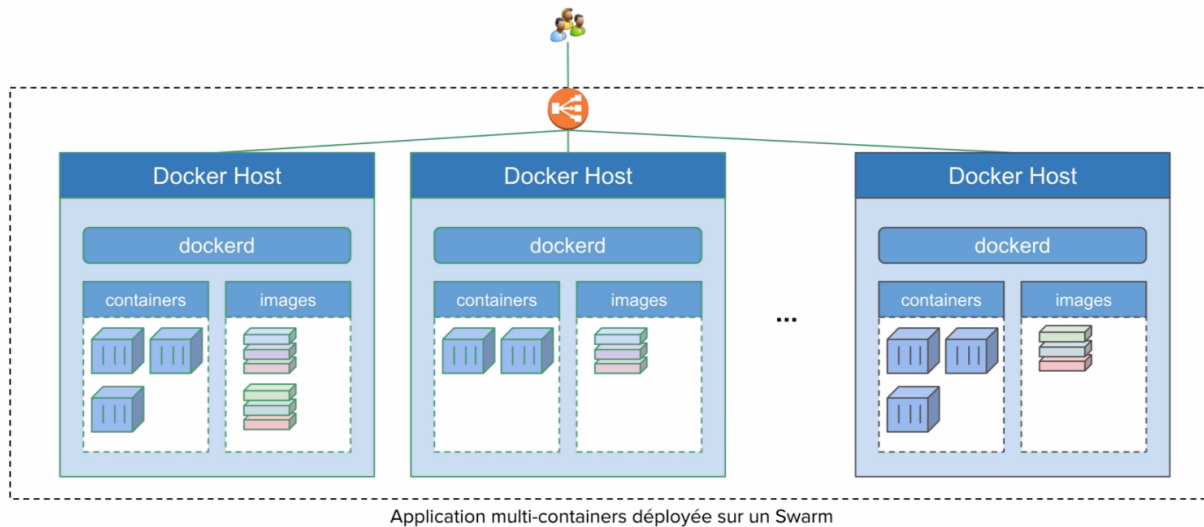 Docker Host
dockerd
containers
images
Docker Host
dockerd
containers
images
...
Docker Host
dockerd
containers
images
Application multi-containers déployée sur un Swarm